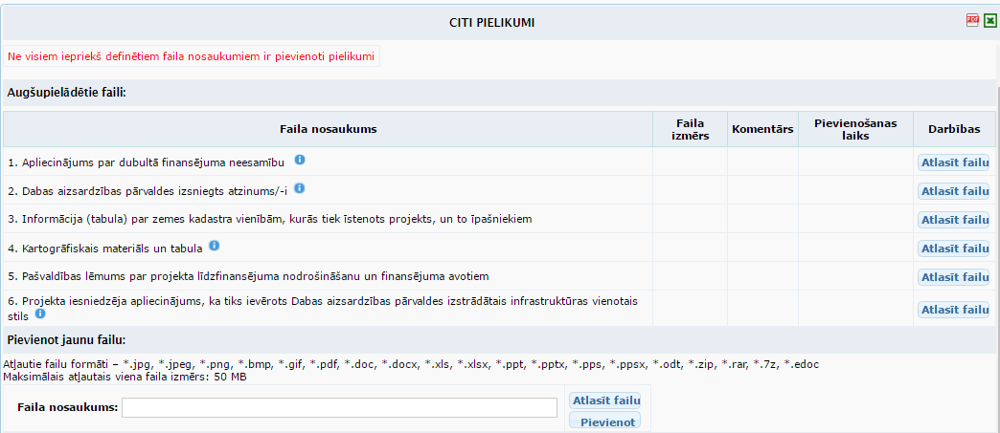 CITI PIELIKUMI
PDF
Ne visiem iepriekš definētiem faila nosaukumiem ir pievienoti pielikumi
Augšupielādētie faili:
Faila nosaukums
Faila
izmērs
Komentārs
Pievienošanas
laiks
Darbības
1. Apliecinājums par dubultā finansējuma neesamību
Atlasīt failu
2. Dabas aizsardzības pārvaldes izsniegts atzinums/-i
Atlasīt failu
3. Informācija (tabula) par zemes kadastra vienībām, kurās tiek īstenots projekts, un to īpašniekiem
Atlasīt failu
4. Kartogrāfiskais materiāls un tabula
Atlasīt failu
5. Pašvaldības lēmums par projekta līdzfinansējuma nodrošināšanu un finansējuma avotiem
Atlasīt failu
6. Projekta iesniedzēja apliecinājums, ka tiks ievērots Dabas aizsardzības pārvaldes izstrādātais infrastruktūras vienotais
stils
Atlasīt failu
Pievienot jaunu failu:
Atļautie failu formāti – *.jpg, *.jpeg, *.png, *.bmp, *.gif, *.pdf, *.doc, *.docx, *.xls, *.xlsx, *.ppt, *.pptx, *.pps, *.ppsx, *.odt, *.zip, *.rar, *.7z, *.edoc
Maksimālais atļautais viena faila izmērs: 50 MB
Faila nosaukums:
Atlasīt failu
Pievienot